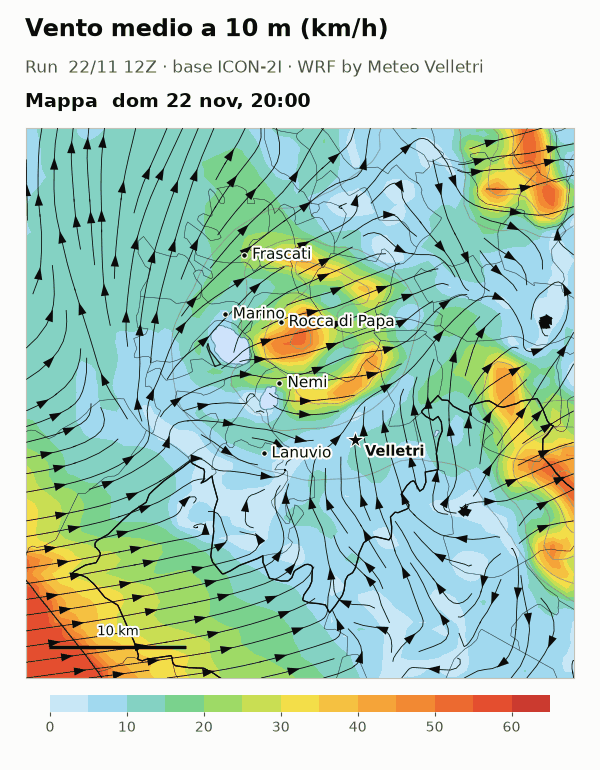 Vento medio a 10 m (km/h)
Run 22/11 12Z · base ICON-2I · WRF by Meteo Velletri
Mappa dom 22 nov, 20:00
Frascati
Marino
Rocca di Papa
Nemi
Velletri
Lanuvio
10 km
0 10 20 30 40 50 60